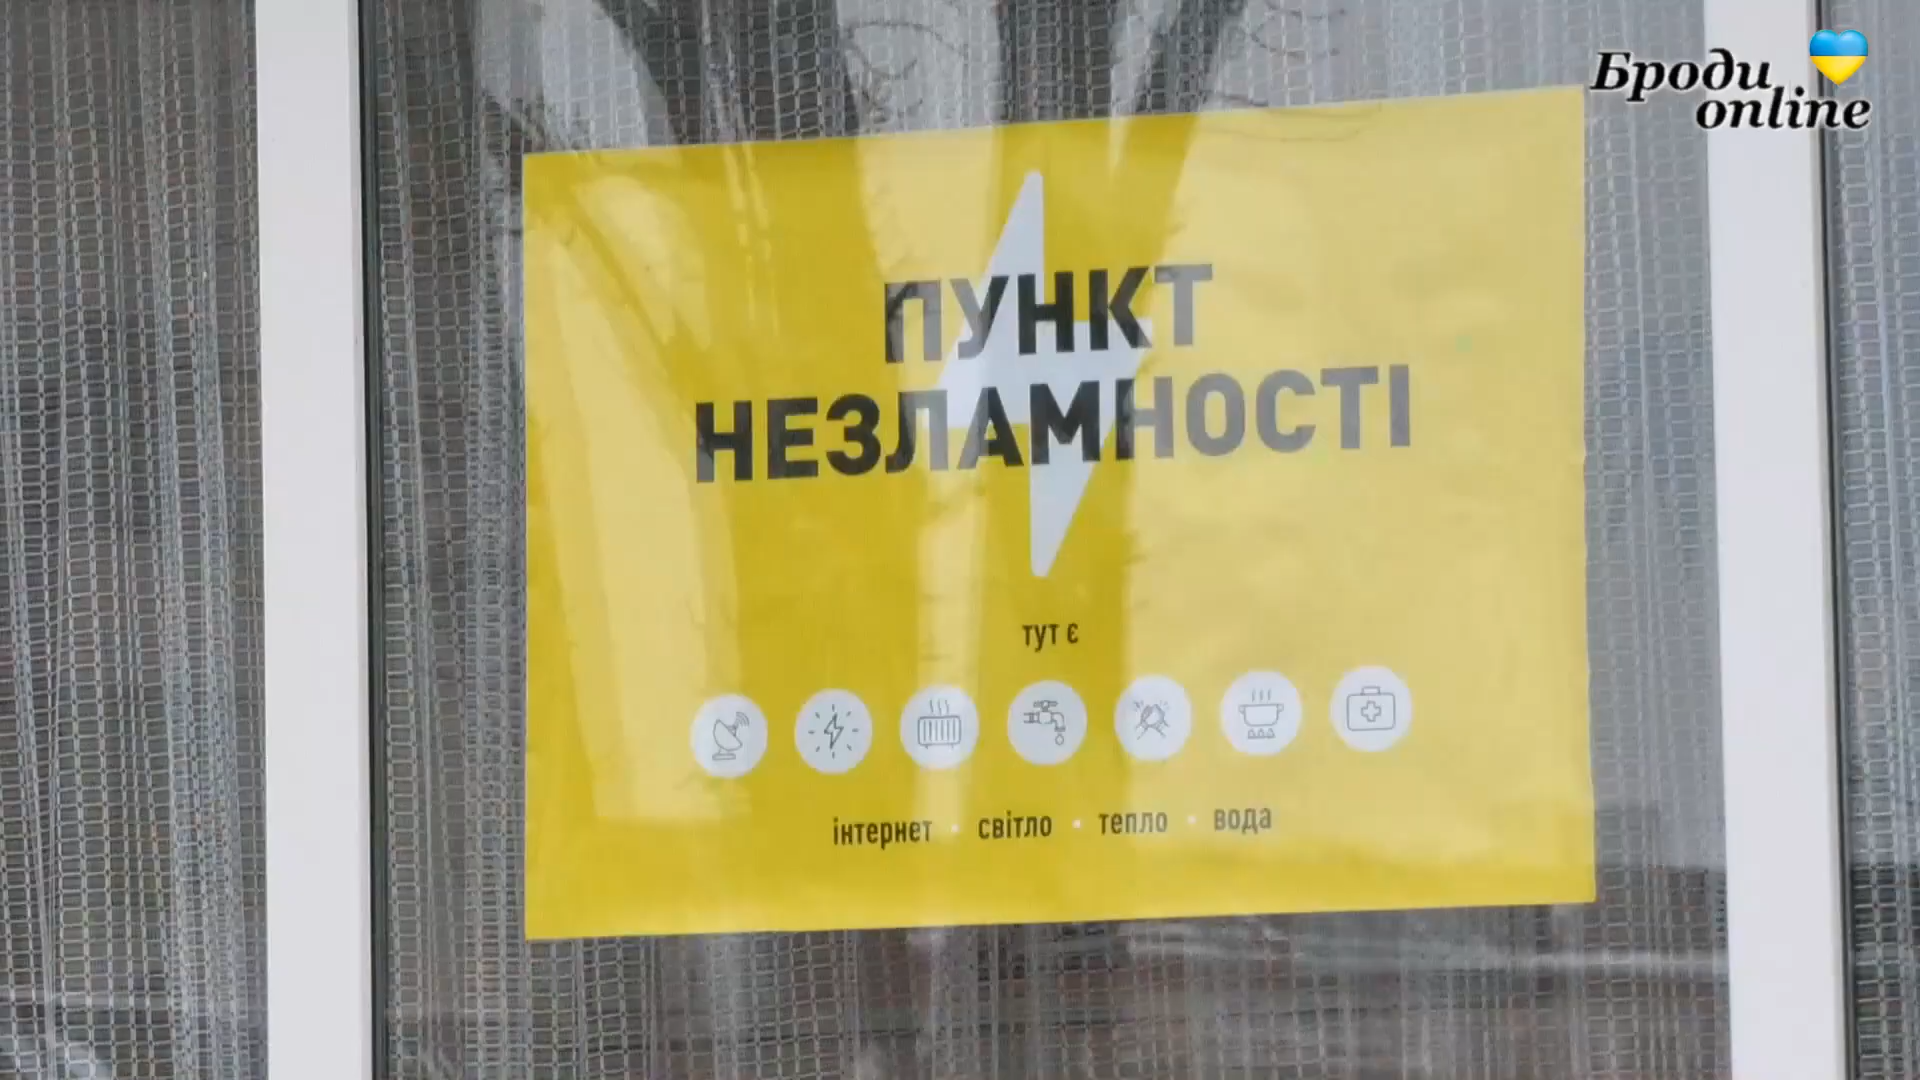 Броди
online
ПУНКТ
НЕЗЛАМНОСТІ
тут є
інтернет · світло · тепло · вода